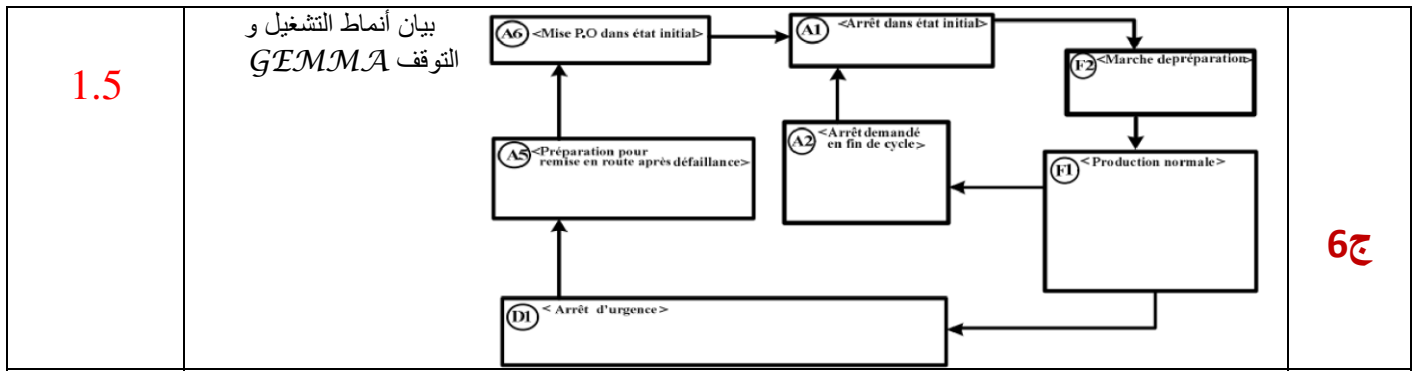 1.5
بيان أنماط التشغيل و
التوقف GEMMA
A6 <Mise P.O dans état initial>
A1 <Arrêt dans état initial>
F2 <Marche depréparation>
A5 <Préparation pour
remise en route après défaillance>
A2 <Arrêt demandé
en fin de cycle>
F1 <Production normale>
D1 < Arrêt d'urgence>
ج6